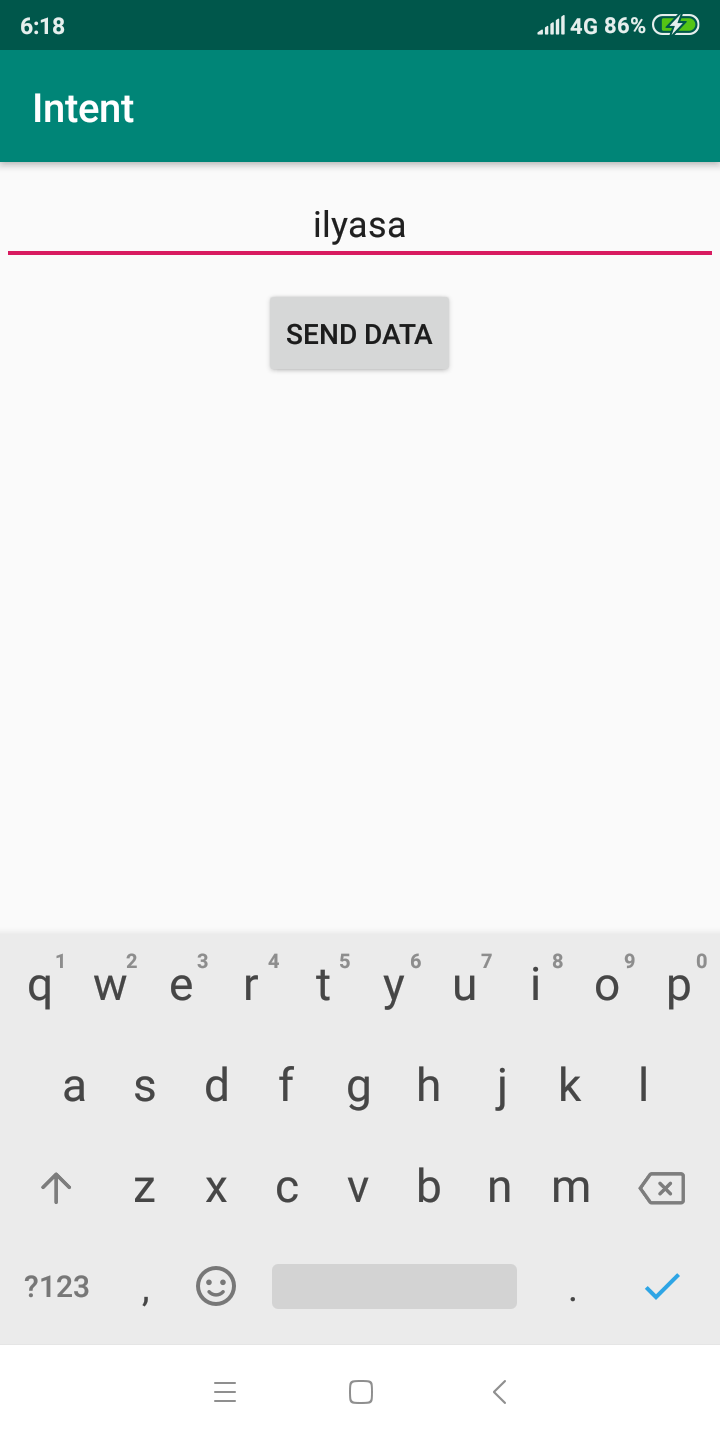 6:18 4G 86%
Intent
ilyasa
SEND DATA
1 2 3 4 5 6 7 8 9 0
q w e r t y u i o p
a s d f g h j k l
z x c v b n m
?123 , .